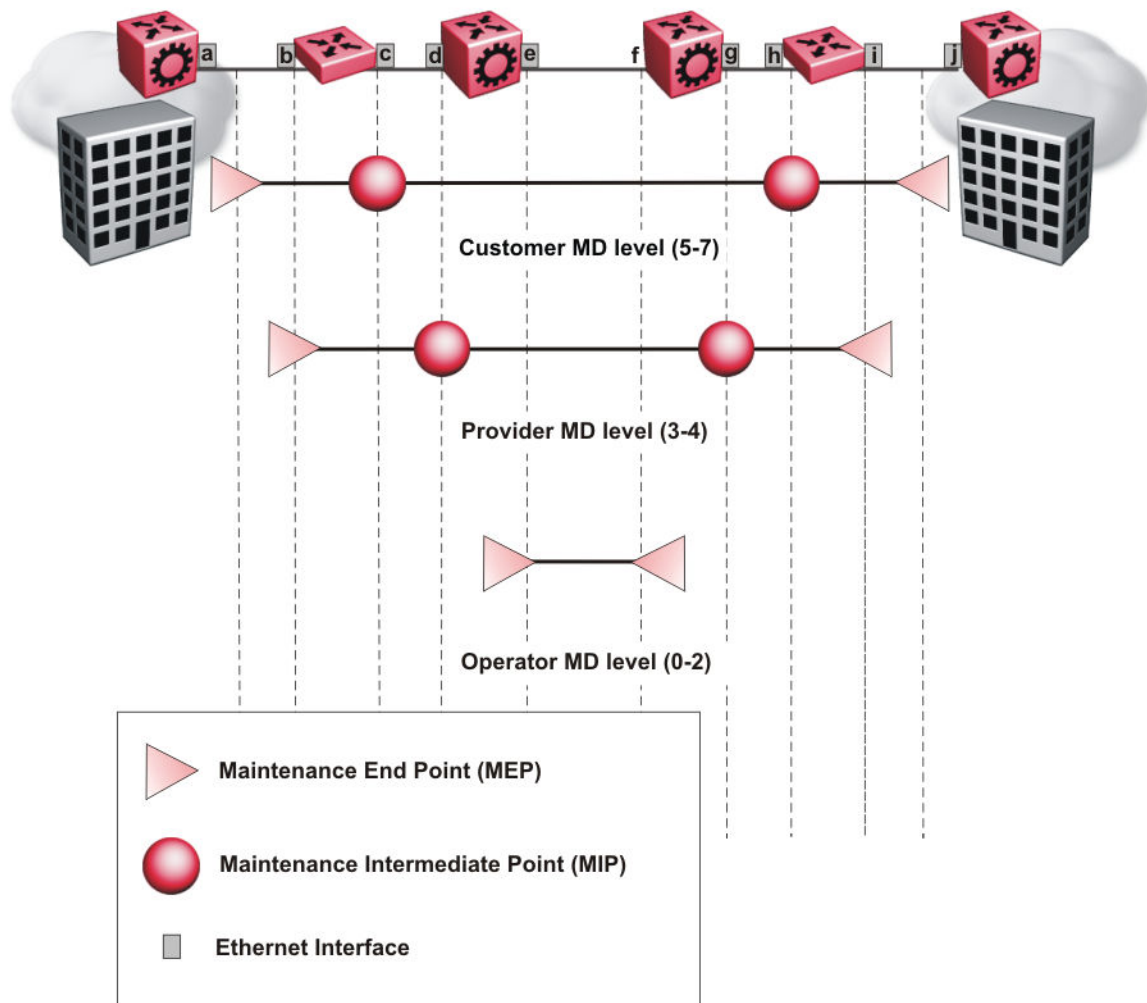 a b c d e f g h i j
Customer MD level (5-7)
Provider MD level (3-4)
Operator MD level (0-2)
Maintenance End Point (MEP)
Maintenance Intermediate Point (MIP)
Ethernet Interface